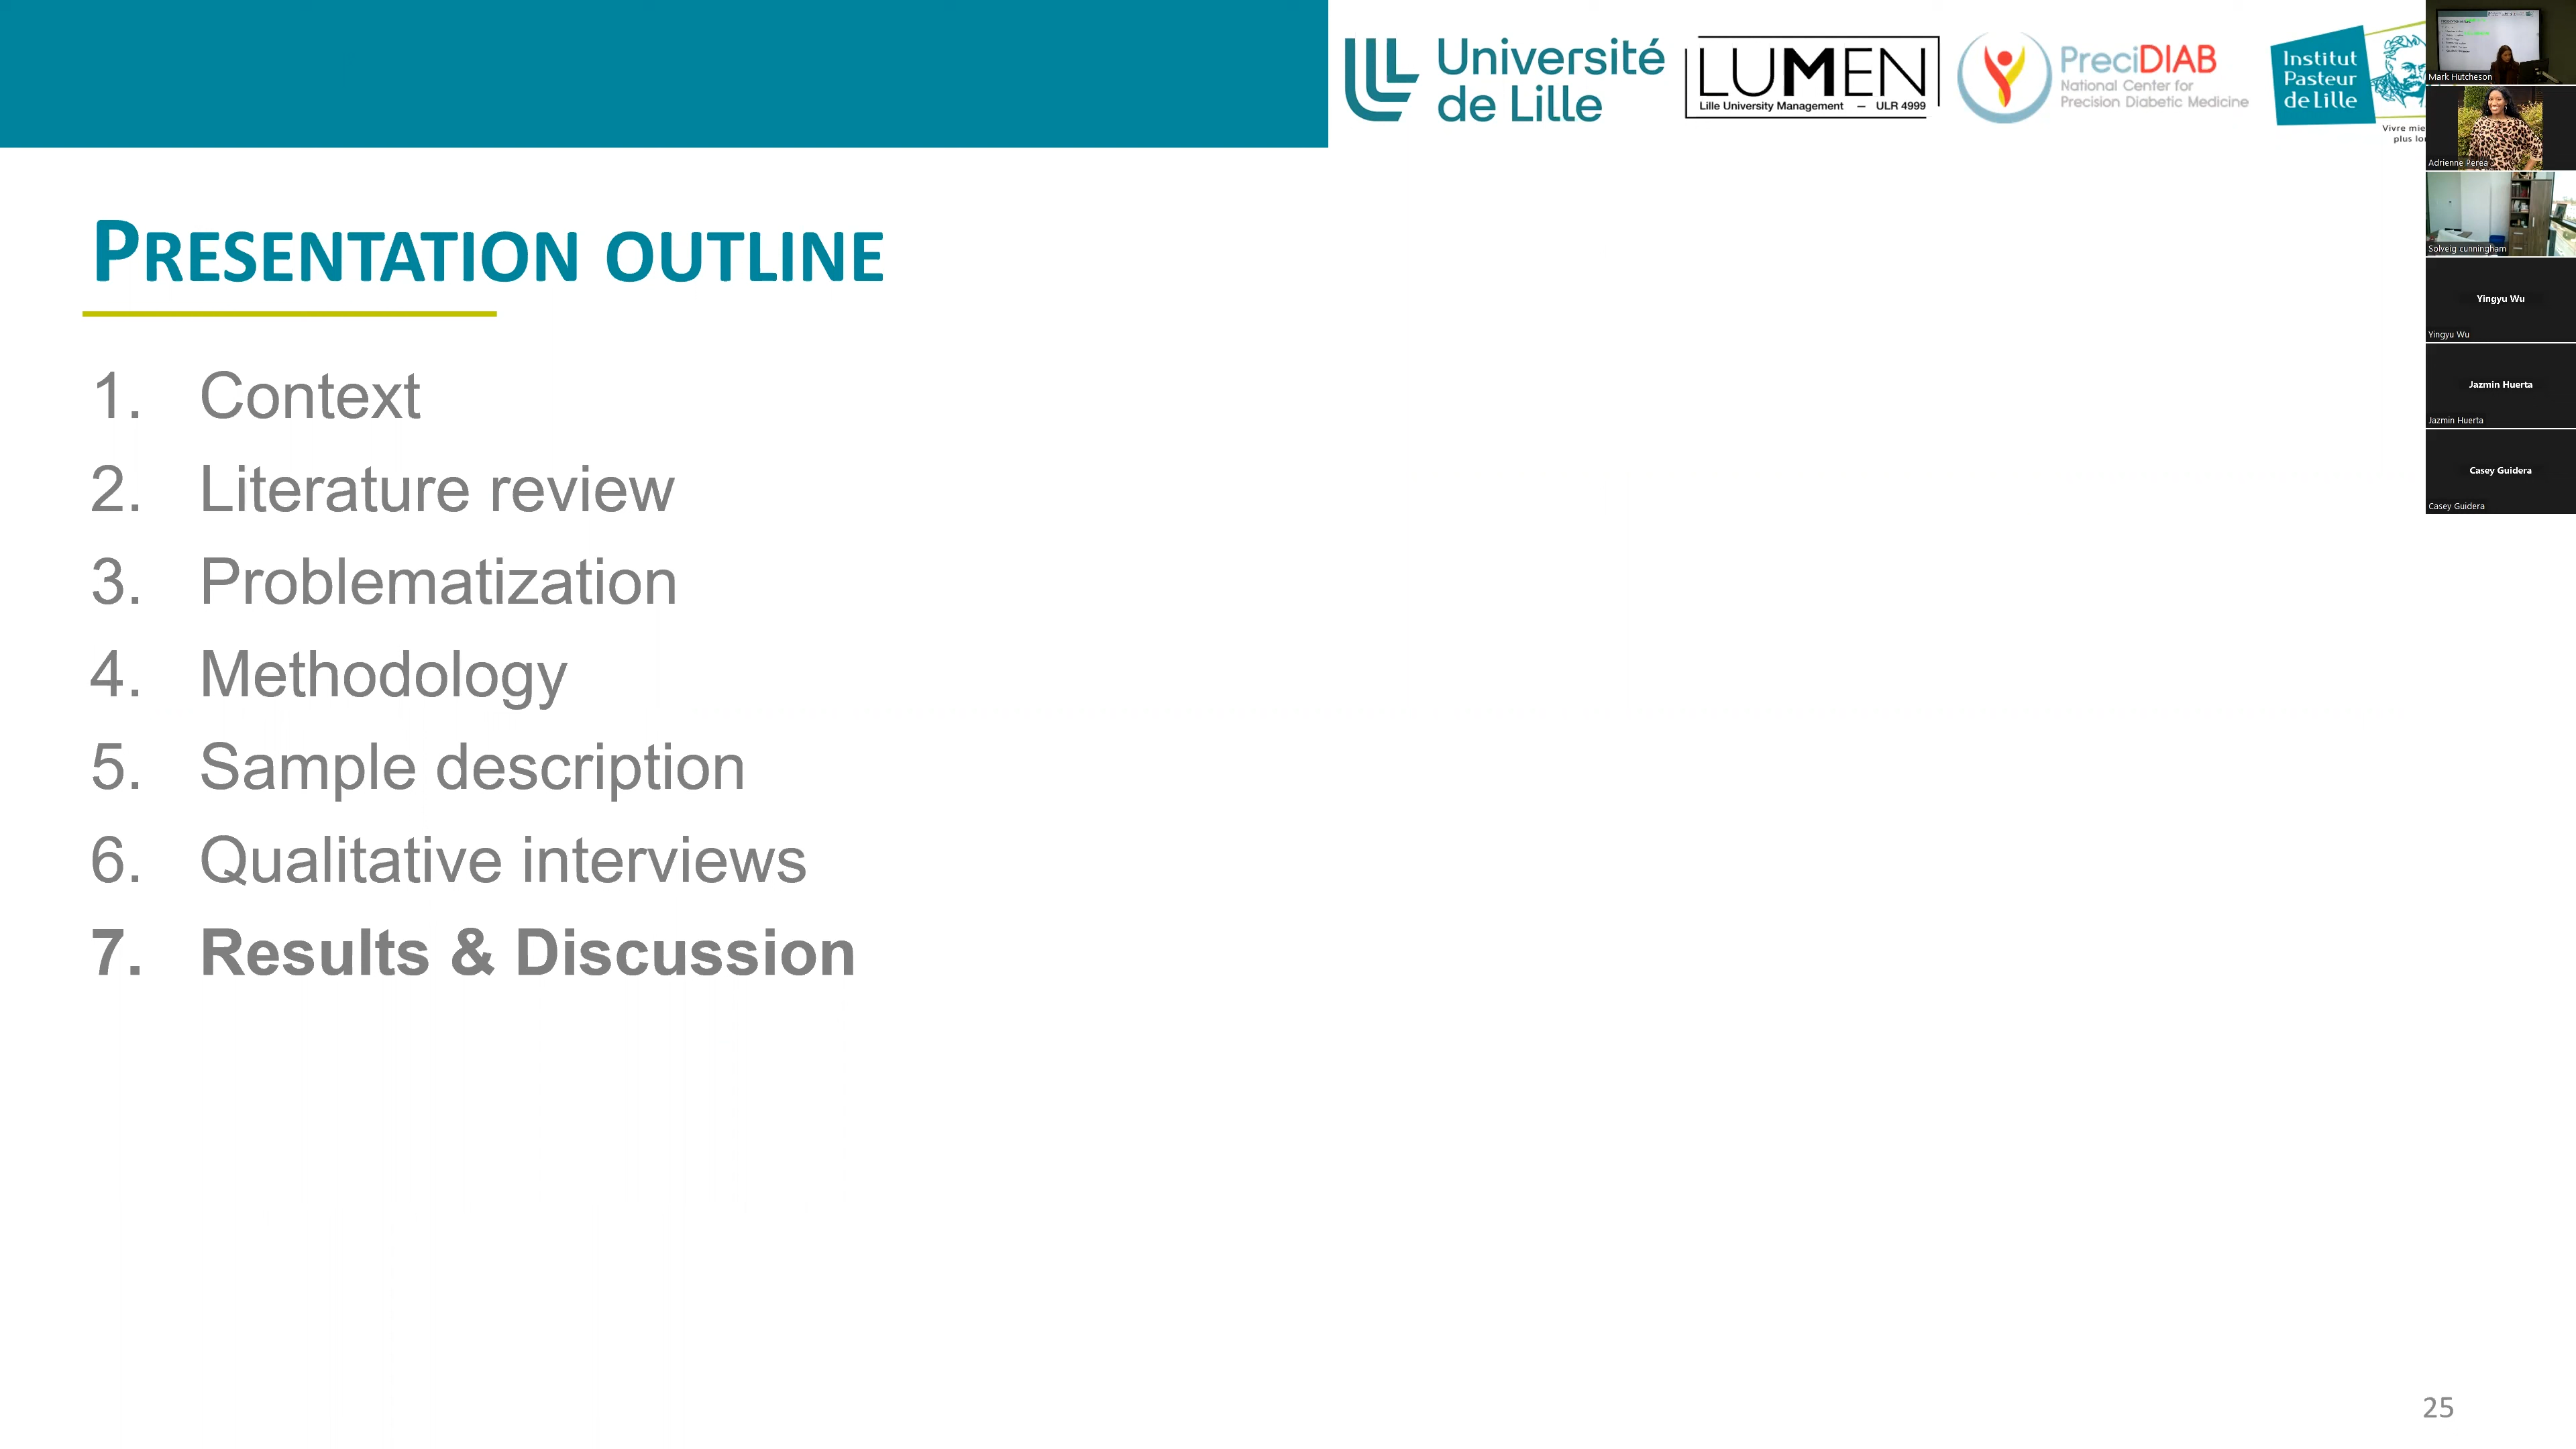 Université
de Lille
LUMEN
Lille University Management – ULR 4999
PreciDIAB
National Center for
Precision Diabetic Medicine
Institut
Pasteur
de Lille
Vivre
plus
Mark Hutcheson
Adrienne Perea
Solveig cunningham
Yingyu Wu
Yingyu Wu
Jazmin Huerta
Jazmin Huerta
Casey Guidera
Casey Guidera
PRESENTATION OUTLINE
1. Context
2. Literature review
3. Problematization
4. Methodology
5. Sample description
6. Qualitative interviews
7. Results & Discussion
25